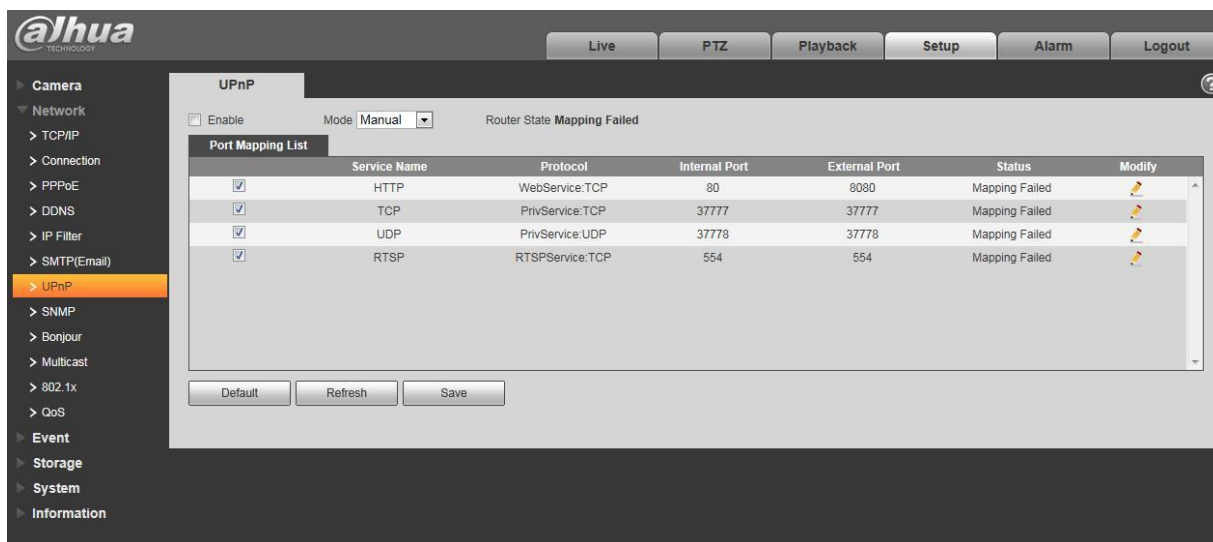 alhua
TECHNOLOGY
Live PTZ Playback Setup Alarm Logout
Camera
Network
> TCP/IP
> Connection
> PPPoE
> DDNS
> IP Filter
> SMTP(Email)
> UPnP
> SNMP
> Bonjour
> Multicast
> 802.1x
> QoS
Event
Storage
System
Information
UPnP
Enable Mode Manual Router State Mapping Failed
Port Mapping List
Service Name Protocol Internal Port External Port Status Modify
HTTP WebService:TCP 80 8080 Mapping Failed
TCP PrivService:TCP 37777 37777 Mapping Failed
UDP PrivService:UDP 37778 37778 Mapping Failed
RTSP RTSPService:TCP 554 554 Mapping Failed
Default Refresh Save
?